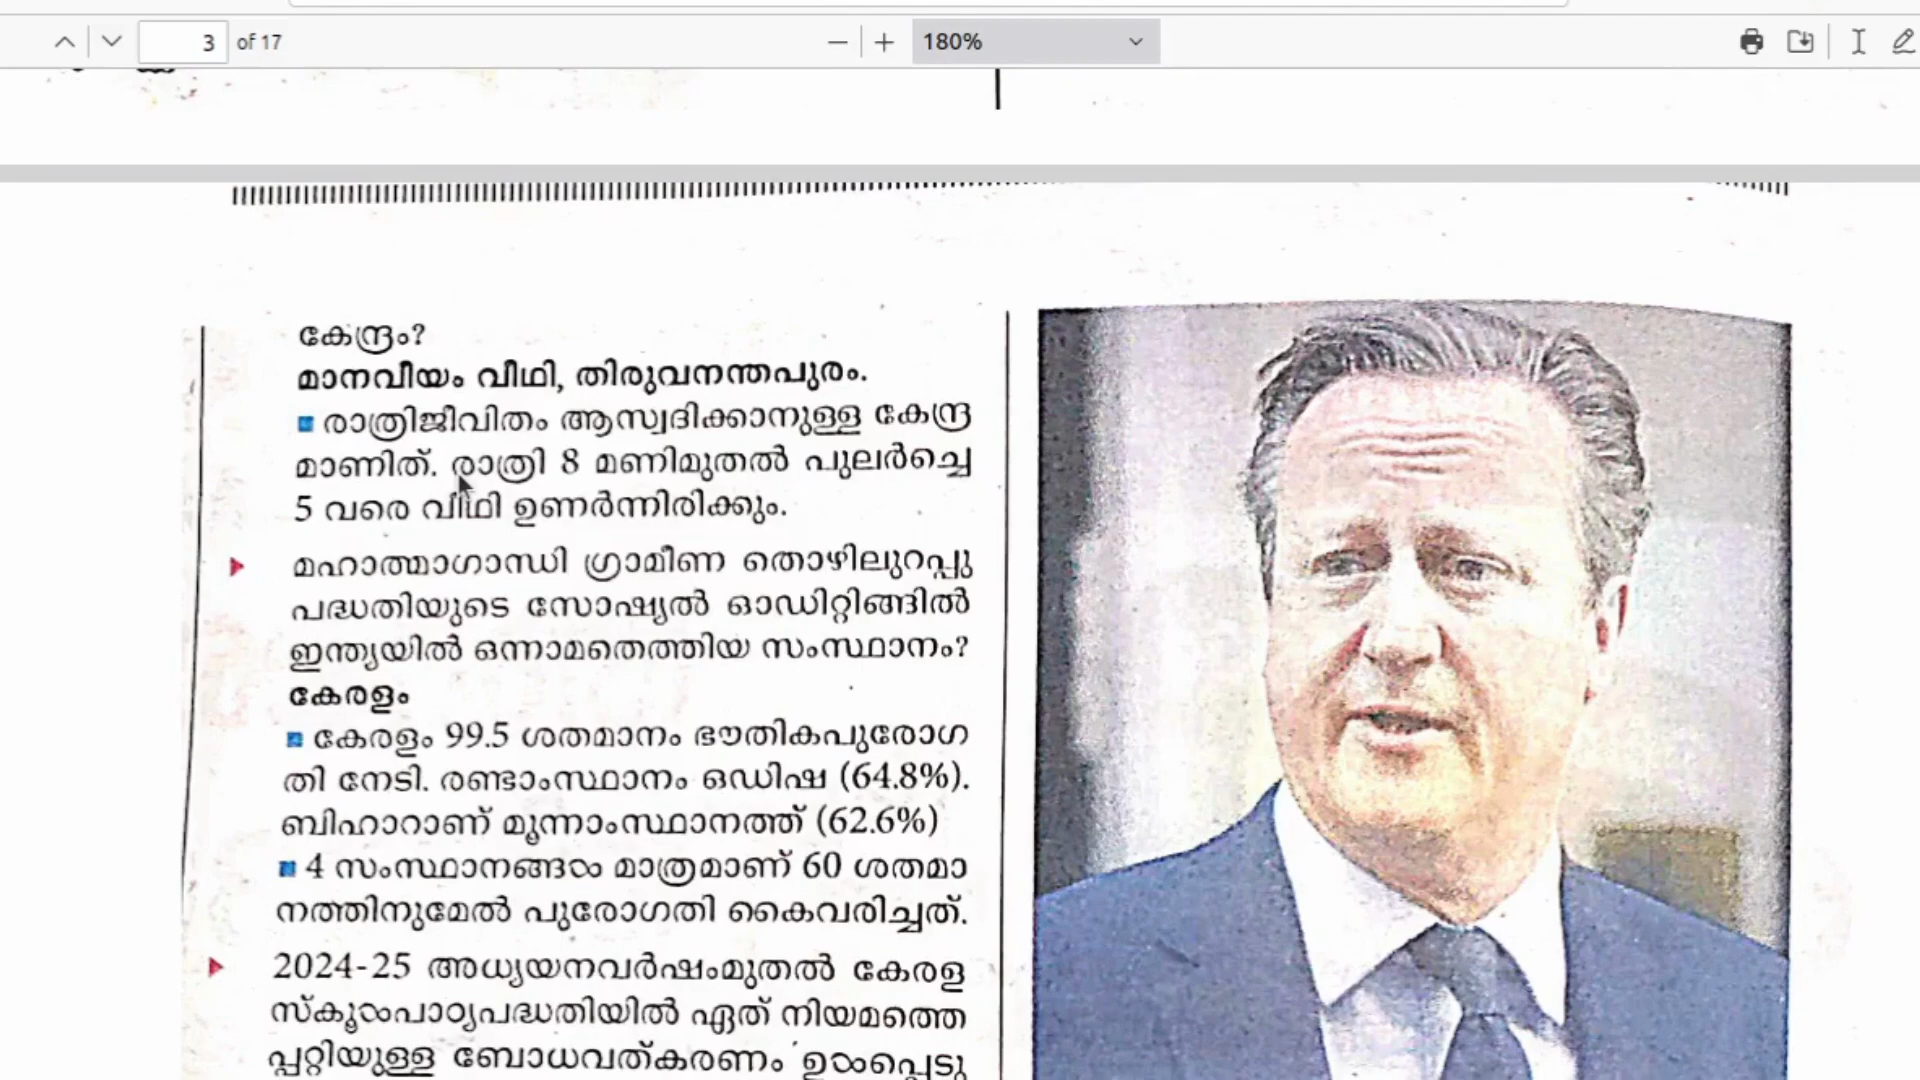 3 of 17
180%
കേന്ദ്രം?
മാനവീയം വീഥി, തിരുവനന്തപുരം.
രാത്രിജീവിതം ആസ്വദിക്കാനുള്ള കേന്ദ്ര
മാണിത്. രാത്രി 8 മണിമുതൽ പുലർച്ചെ
5 വരെ വീഥി ഉണർന്നിരിക്കും.
മഹാത്മാഗാന്ധി ഗ്രാമീണ തൊഴിലുറപ്പു
പദ്ധതിയുടെ സോഷ്യൽ ഓഡിറ്റിങ്ങിൽ
ഇന്ത്യയിൽ ഒന്നാമതെത്തിയ സംസ്ഥാനം?
കേരളം
കേരളം 99.5 ശതമാനം ഭൗതികപുരോഗ
തി നേടി. രണ്ടാംസ്ഥാനം ഒഡിഷ (64.8%).
ബിഹാറാണ് മൂന്നാംസ്ഥാനത്ത് (62.6%)
4 സംസ്ഥാനങ്ങൾ മാത്രമാണ് 60 ശതമാ
നത്തിനുമേൽ പുരോഗതി കൈവരിച്ചത്.
2024-25 അധ്യയനവർഷംമുതൽ കേരള
സ്കൂൾപാഠ്യപദ്ധതിയിൽ ഏത് നിയമത്തെ
പ്പറ്റിയുള്ള ബോധവത്കരണം ഉൾപ്പെടു